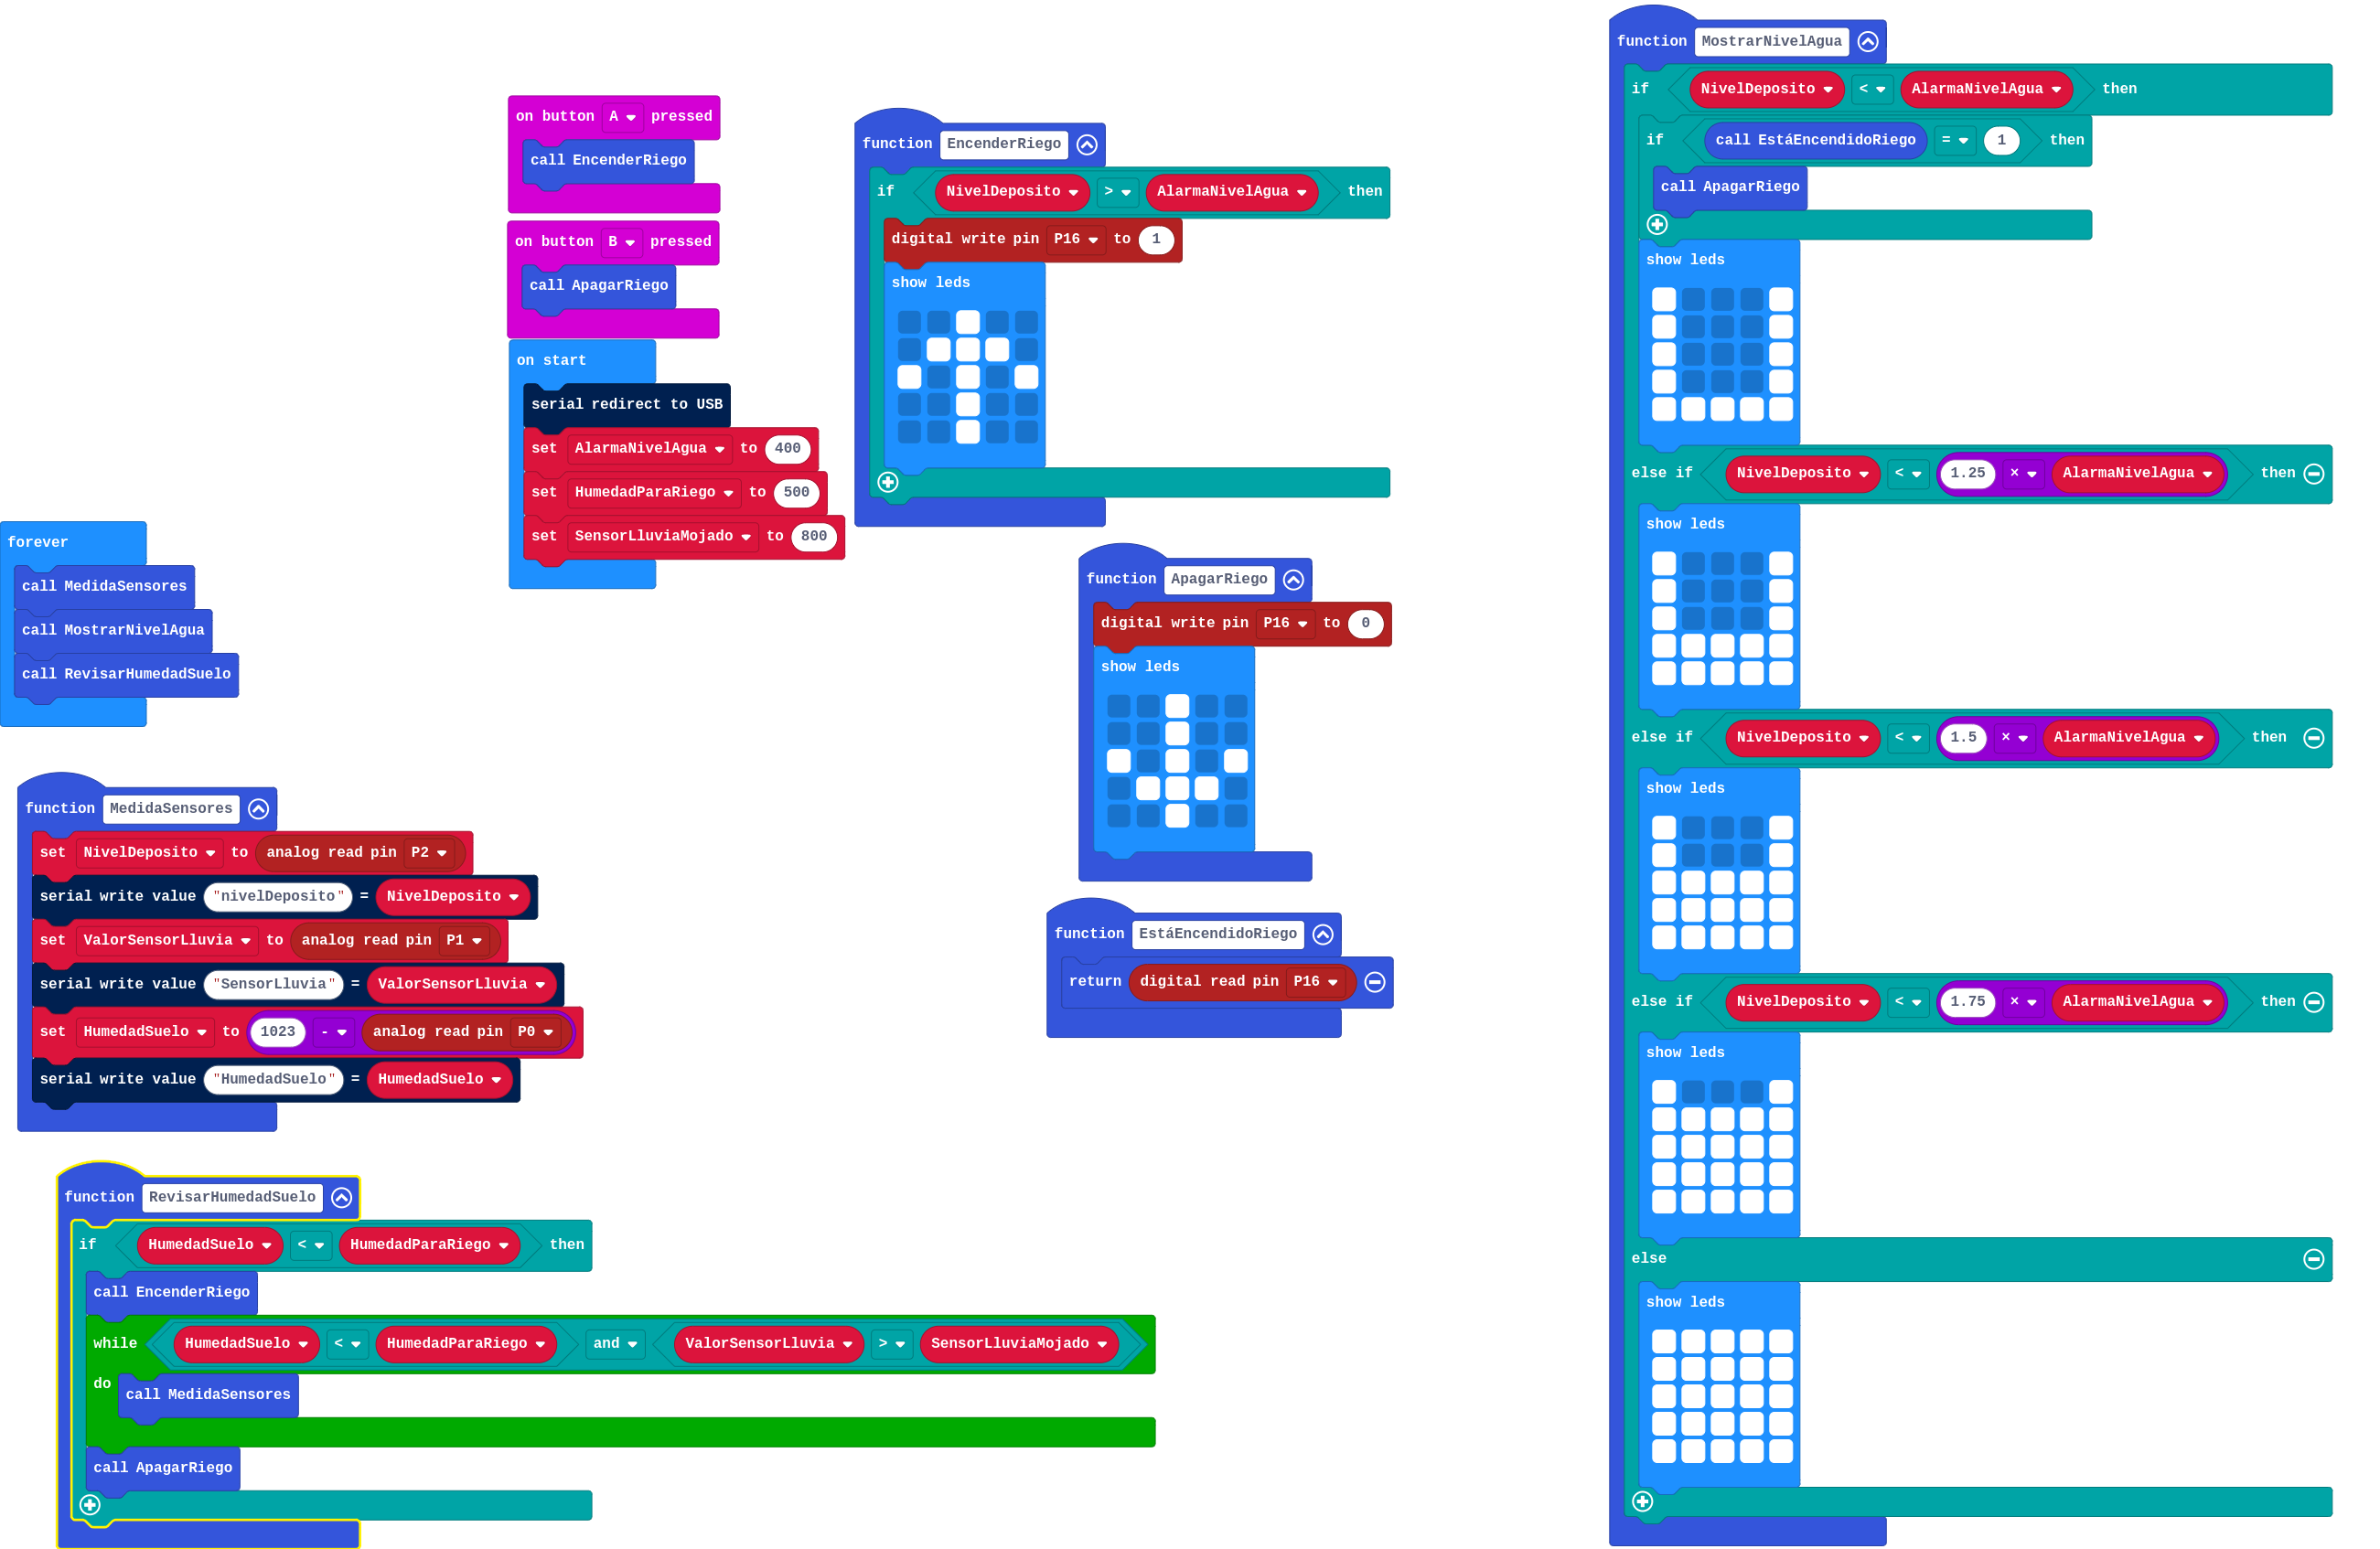 on button A pressed
call EncenderRiego
on button B pressed
call ApagarRiego
on start
serial redirect to USB
set AlarmaNivelAgua to 400
set HumedadParaRiego to 500
set SensorLluviaMojado to 800
forever
call MedidaSensores
call MostrarNivelAgua
call RevisarHumedadSuelo
function MedidaSensores
set NivelDeposito to analog read pin P2
serial write value "nivelDeposito" = NivelDeposito
set ValorSensorLluvia to analog read pin P1
serial write value "SensorLluvia" = ValorSensorLluvia
set HumedadSuelo to 1023 - analog read pin P0
serial write value "HumedadSuelo" = HumedadSuelo
function RevisarHumedadSuelo
if HumedadSuelo < HumedadParaRiego then
call EncenderRiego
while HumedadSuelo < HumedadParaRiego and ValorSensorLluvia > SensorLluviaMojado
do call MedidaSensores
call ApagarRiego
function EncenderRiego
if NivelDeposito > AlarmaNivelAgua then
digital write pin P16 to 1
show leds
function ApagarRiego
digital write pin P16 to 0
show leds
function EstáEncendidoRiego
return digital read pin P16
function MostrarNivelAgua
if NivelDeposito < AlarmaNivelAgua then
if call EstáEncendidoRiego = 1 then
call ApagarRiego
show leds
else if NivelDeposito < 1.25 × AlarmaNivelAgua then
show leds
else if NivelDeposito < 1.5 × AlarmaNivelAgua then
show leds
else if NivelDeposito < 1.75 × AlarmaNivelAgua then
show leds
else
show leds